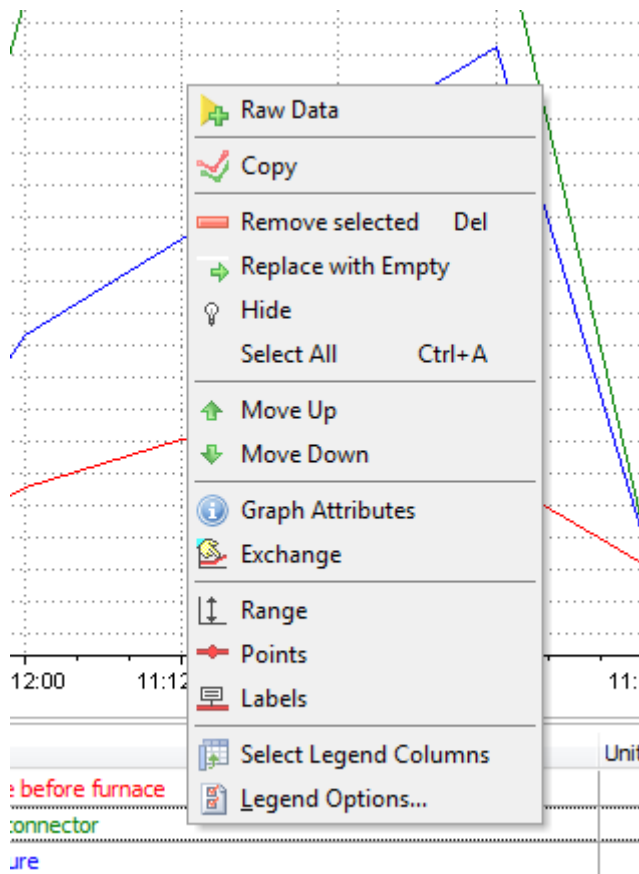 Raw Data
Copy
Remove selected Del
Replace with Empty
Hide
Select All Ctrl+A
Move Up
Move Down
Graph Attributes
Exchange
Range
Points
Labels
12:00 11:12 11:
Select Legend Columns Unit
Legend Options...
e before furnace
connector
ure